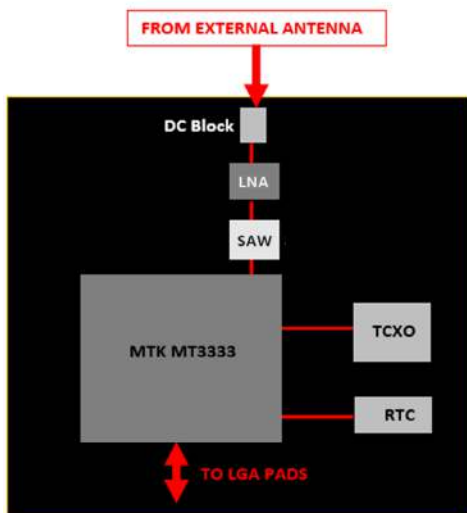 FROM EXTERNAL ANTENNA
DC Block
LNA
SAW
MTK MT3333
TCXO
RTC
TO LGA PADS